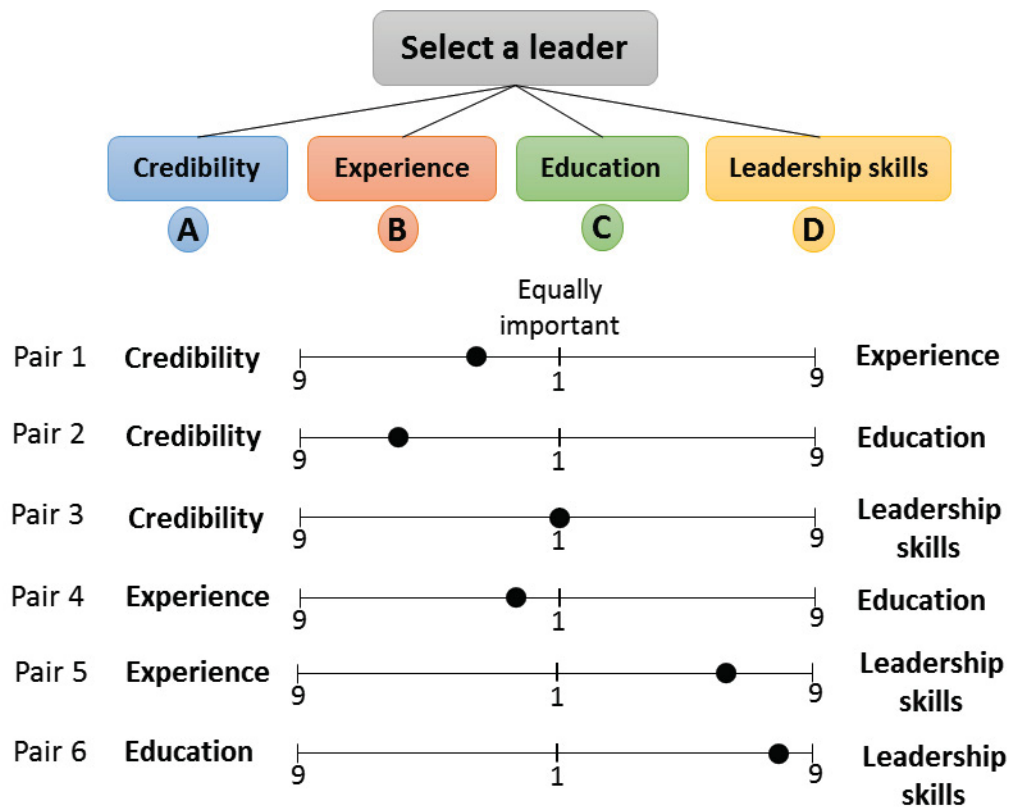 Select a leader
Credibility Experience Education Leadership skills
A B C D
Equally
important
Pair 1 Credibility 9 1 9 Experience
Pair 2 Credibility 9 1 9 Education
Pair 3 Credibility 9 1 9 Leadership
skills
Pair 4 Experience 9 1 9 Education
Pair 5 Experience 9 1 9 Leadership
skills
Pair 6 Education 9 1 9 Leadership
skills